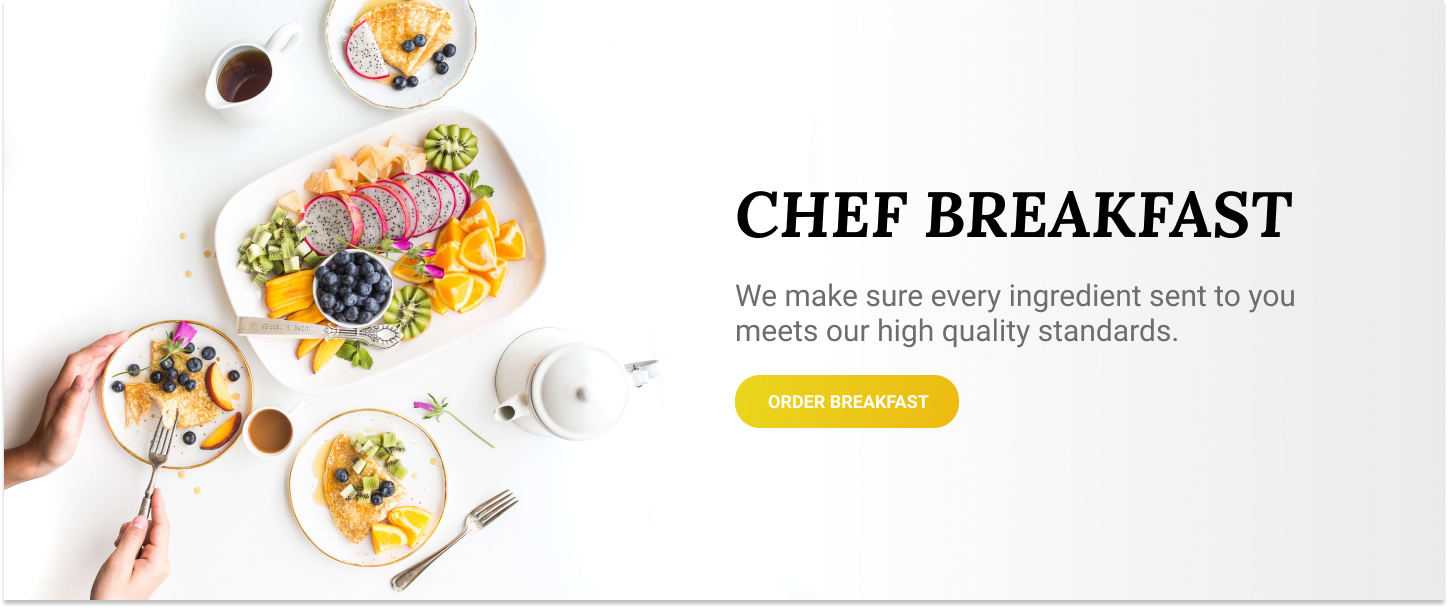 CHEF BREAKFAST
We make sure every ingredient sent to you
meets our high quality standards.
ORDER BREAKFAST